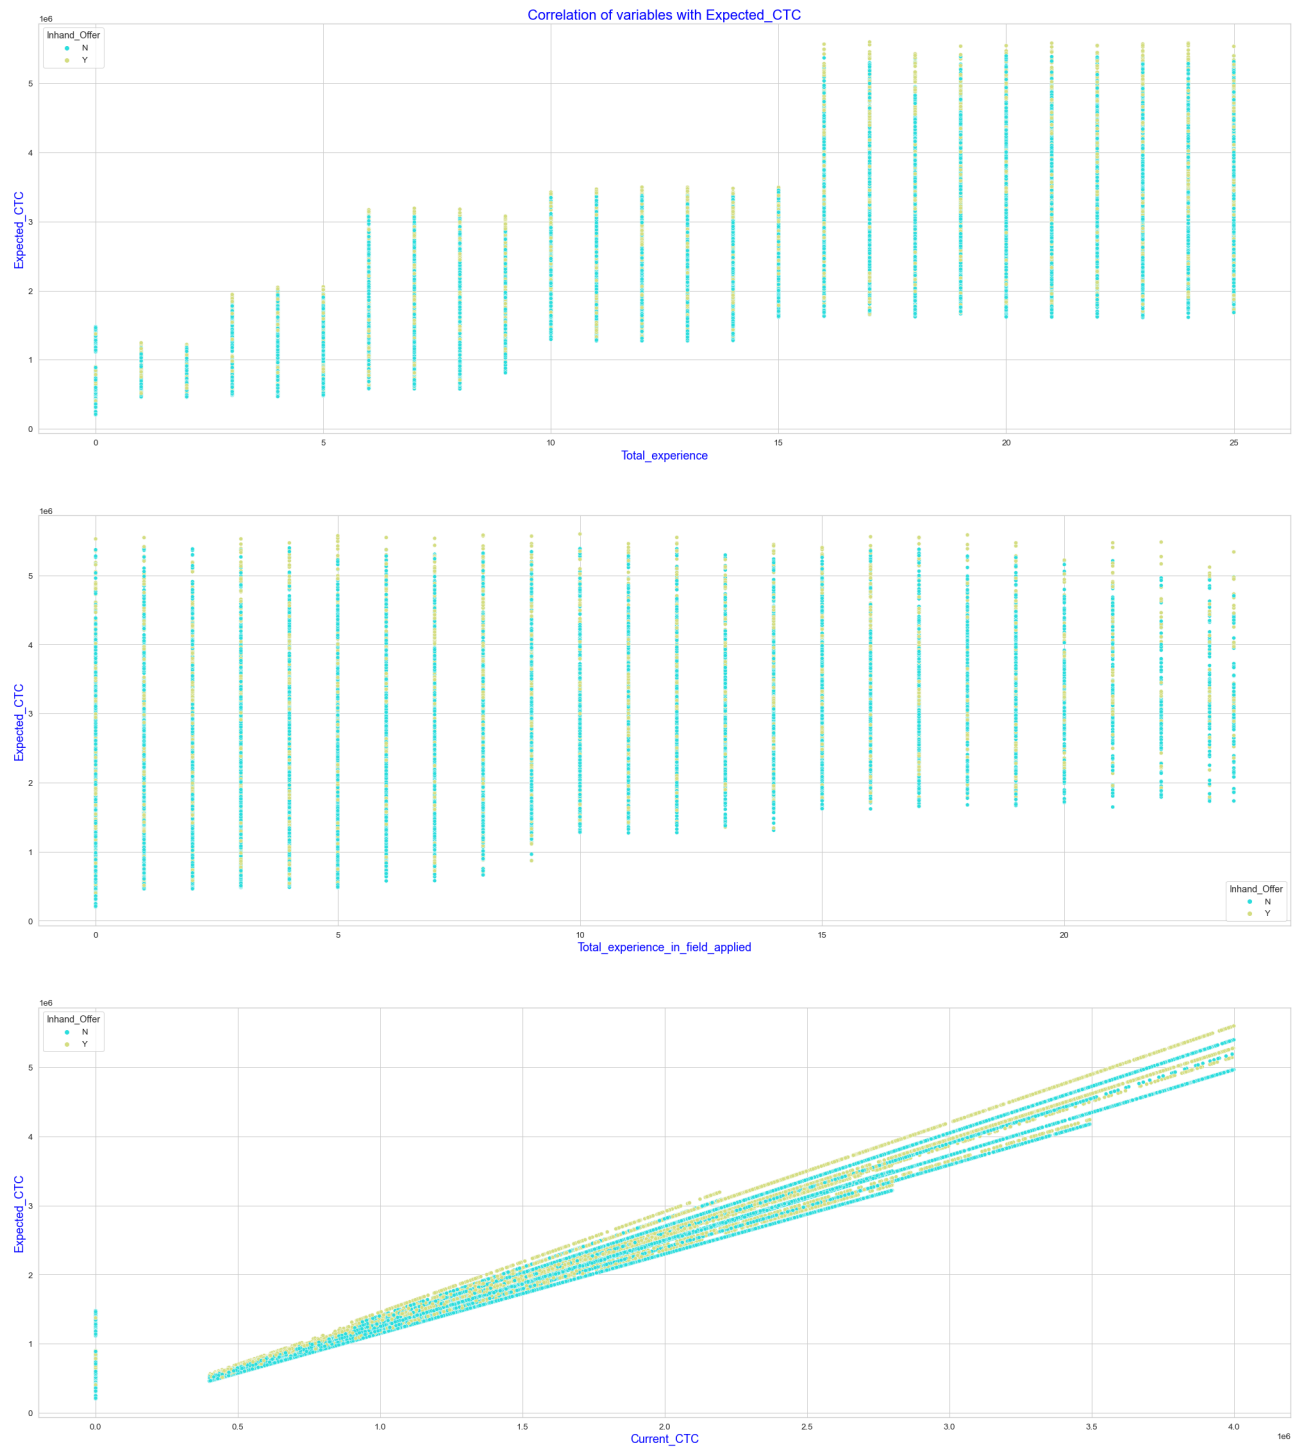 Correlation of variables with Expected_CTC
1e6
Inhand_Offer
N
Y
5
4
3
2
1
0
Expected_CTC
0 5 10 15 20 25
Total_experience
1e6
5
4
3
2
1
0
Expected_CTC
Inhand_Offer
N
Y
0 5 10 15 20
Total_experience_in_field_applied
1e6
Inhand_Offer
N
Y
5
4
3
2
1
0
Expected_CTC
0.0 0.5 1.0 1.5 2.0 2.5 3.0 3.5 4.0
1e6
Current_CTC